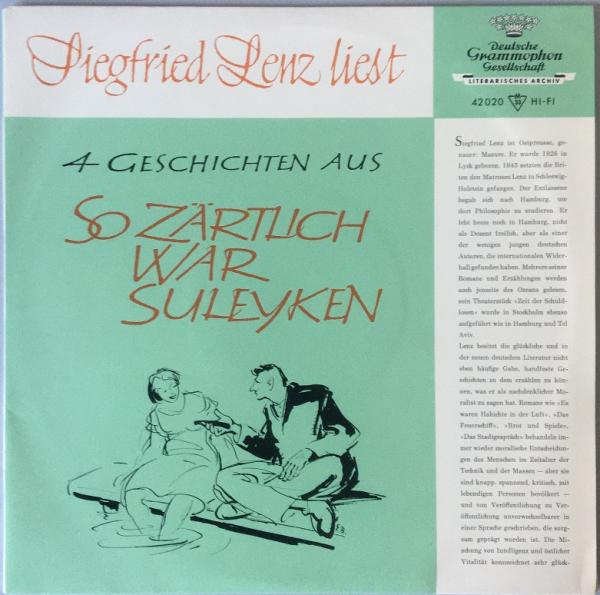 Siegfried Lenz liest
Deutsche
Grammophon
Gesellschaft
LITERARISCHES ARCHIV
42020 33 HI-FI
4 GESCHICHTEN AUS
SO ZÄRTLICH
WAR
SULEYKEN
Siegfried Lenz ist Ostpreusse, ge-
nauer: Masure. Er wurde 1926 in
Lyck geboren. 1945 setzten die Bri-
ten den Matrosen Lenz in Schleswig-
Holstein gefangen. Der Entlassene
begab sich nach Hamburg, um
dort Philosophie zu studieren. Er
lebt heute noch in Hamburg, nicht
als Dozent freilich, aber als einer
der wenigen jungen deutschen
Autoren, die internationalen Wider-
hall gefunden haben. Mehrere seiner
Romane und Erzählungen werden
auch jenseits des Ozeans gelesen,
sein Theaterstück »Zeit der Schuld-
losen« wurde in Stockholm ebenso
aufgeführt wie in Hamburg und Tel
Aviv.
Lenz besitzt die glückliche und in
der neuen deutschen Literatur nicht
eben häufige Gabe, handfeste Ge-
schichten zu dem erzählen zu kön-
nen, was er als nachdenklicher Mo-
ralist zu sagen hat. Romane wie »Es
waren Habichte in der Luft«, »Das
Feuerschiff«, »Brot und Spiele«,
»Das Stadtgespräch« behandeln im-
mer wieder moralische Entscheidun-
gen des Menschen im Zeitalter der
Technik und der Massen — aber sie
sind knapp, spannend, kritisch, mit
lebendigen Personen bevölkert —
und von Veröffentlichung zu Ver-
öffentlichung unverwechselbarer in
einer Sprache geschrieben, die sorg-
sam geprägt worden ist. Die Mi-
schung von Intelligenz und östlicher
Vitalität kennzeichnet sehr glück-